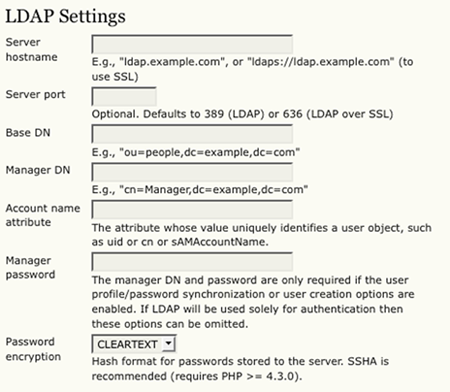 LDAP Settings
Server
hostname
E.g., "ldap.example.com", or "ldaps://ldap.example.com" (to
use SSL)
Server port
Optional. Defaults to 389 (LDAP) or 636 (LDAP over SSL)
Base DN
E.g., "ou=people,dc=example,dc=com"
Manager DN
E.g., "cn=Manager,dc=example,dc=com"
Account name
attribute
The attribute whose value uniquely identifies a user object, such
as uid or cn or sAMAccountName.
Manager
password
The manager DN and password are only required if the user
profile/password synchronization or user creation options are
enabled. If LDAP will be used solely for authentication then
these options can be omitted.
Password
encryption
CLEARTEXT
Hash format for passwords stored to the server. SSHA is
recommended (requires PHP >= 4.3.0).